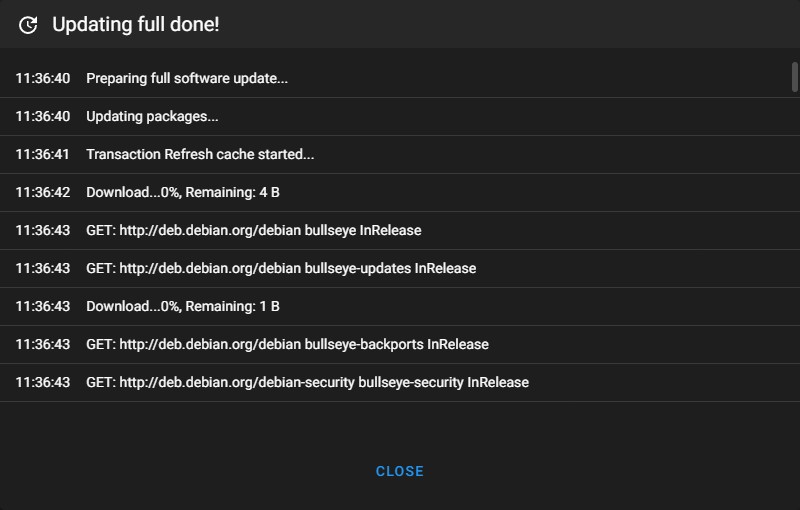 Updating full done!
11:36:40 Preparing full software update...
11:36:40 Updating packages...
11:36:41 Transaction Refresh cache started...
11:36:42 Download...0%, Remaining: 4 B
11:36:43 GET: http://deb.debian.org/debian bullseye InRelease
11:36:43 GET: http://deb.debian.org/debian bullseye-updates InRelease
11:36:43 Download...0%, Remaining: 1 B
11:36:43 GET: http://deb.debian.org/debian bullseye-backports InRelease
11:36:43 GET: http://deb.debian.org/debian-security bullseye-security InRelease
CLOSE